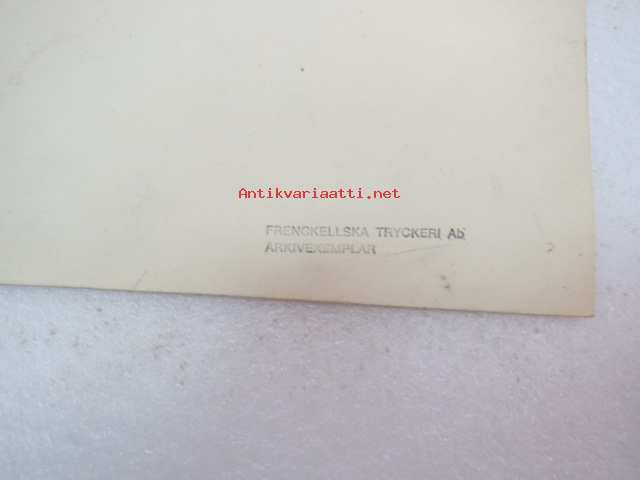 Antikvariaatti.net
FRENCKELLSKA TRYCKERI Ab
ARKIVEXEMPLAR